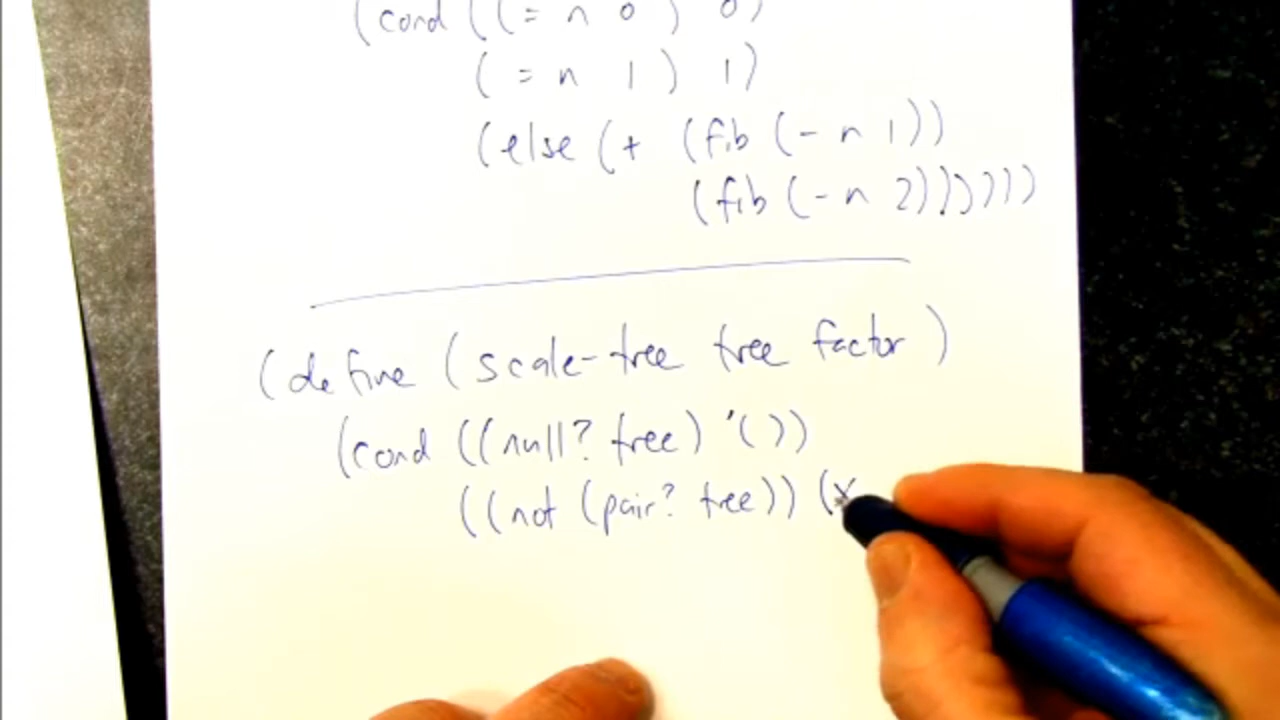 (cond ((= n 0) 0)
(= n 1) 1)
(else (+ (fib (- n 1))
(fib (- n 2))))))
(define (scale-tree tree factor)
(cond ((null? tree) '())
((not (pair? tree)) (*